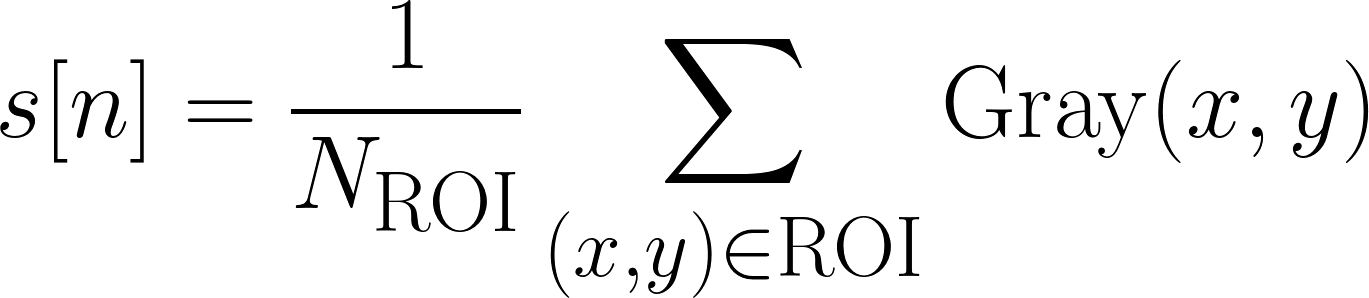 s[n] = \frac{1}{N_{\mathrm{ROI}}} \sum_{(x,y)\in \mathrm{ROI}} \mathrm{Gray}(x, y)